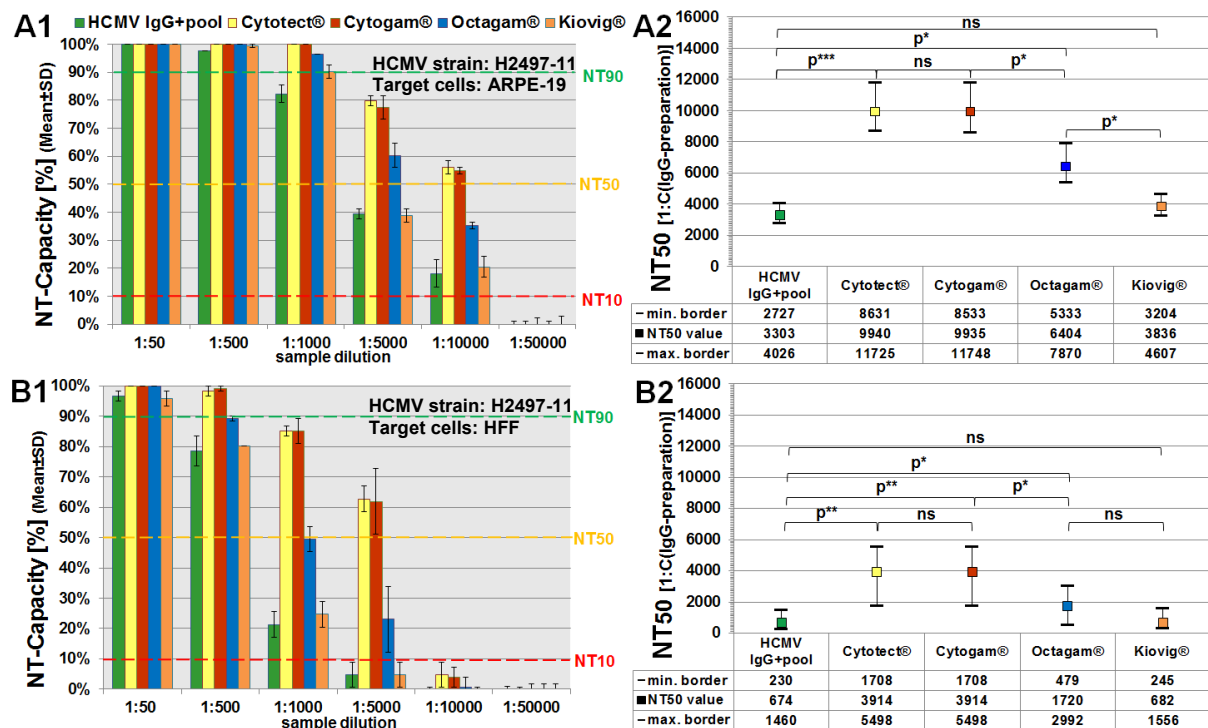 HCMV IgG+pool Cytotect® Cytogam® Octagam® Kiovig®
A1
NT-Capacity [%] (Mean±SD)
100%
90%
80%
70%
60%
50%
40%
30%
20%
10%
0%
HCMV strain: H2497-11
Target cells: ARPE-19
NT90
NT50
NT10
1:50 1:500 1:1000 1:5000 1:10000 1:50000
sample dilution
A2
NT50 [1:C(IgG-preparation)]
16000
14000
12000
10000
8000
6000
4000
2000
0
ns
p*
p*** ns p*
p*
HCMV IgG+pool Cytotect® Cytogam® Octagam® Kiovig®
min. border 2727 8631 8533 5333 3204
NT50 value 3303 9940 9935 6404 3836
max. border 4026 11725 11748 7870 4607
B1
NT-Capacity [%] (Mean±SD)
100%
90%
80%
70%
60%
50%
40%
30%
20%
10%
0%
HCMV strain: H2497-11
Target cells: HFF
NT90
NT50
NT10
1:50 1:500 1:1000 1:5000 1:10000 1:50000
sample dilution
B2
NT50 [1:C(IgG-preparation)]
16000
14000
12000
10000
8000
6000
4000
2000
0
ns
p*
p** p*
p** ns ns
HCMV IgG+pool Cytotect® Cytogam® Octagam® Kiovig®
min. border 230 1708 1708 479 245
NT50 value 674 3914 3914 1720 682
max. border 1460 5498 5498 2992 1556